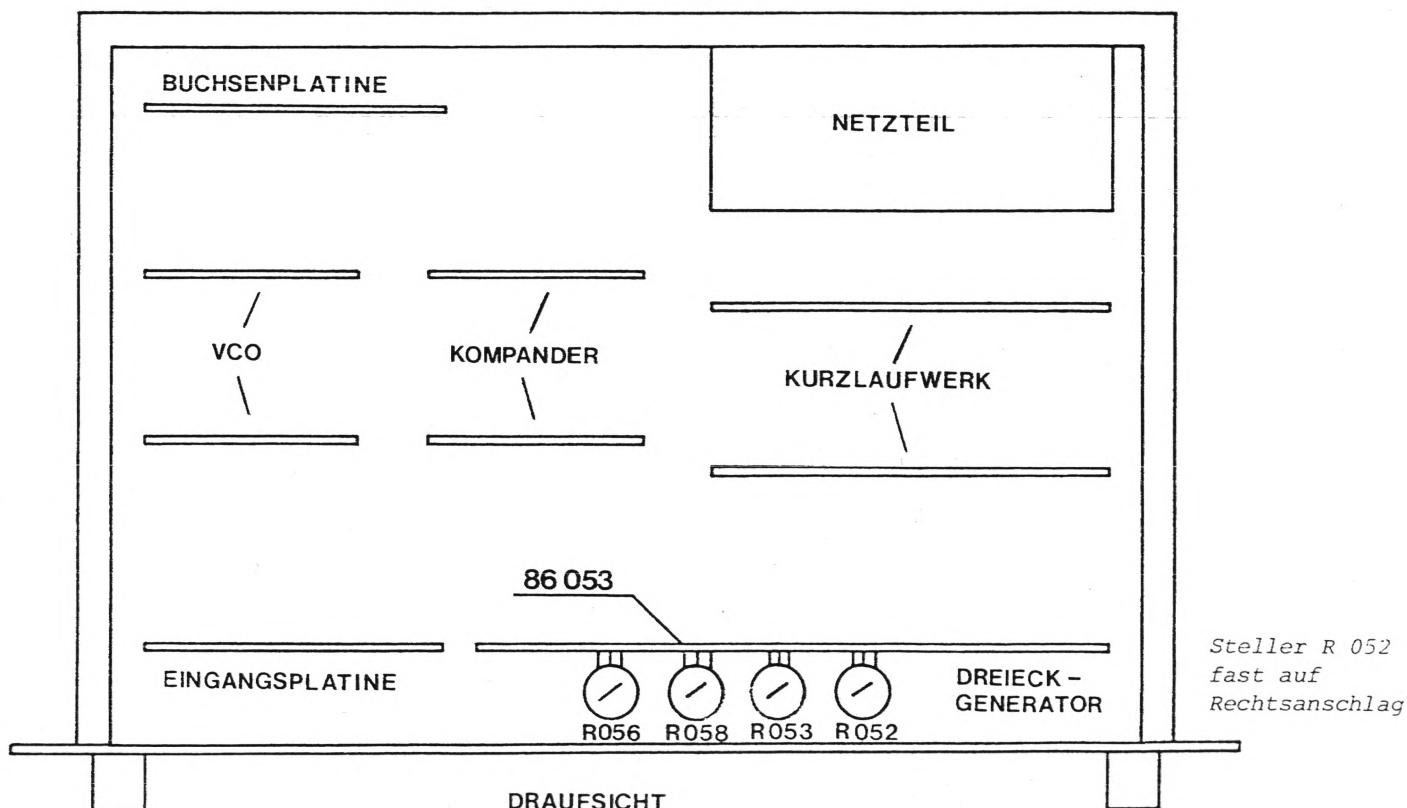 BUCHSENPLATINE
NETZTEIL
VCO
KOMPANDER
KURZLAUFWERK
86 053
EINGANGSPLATINE
DREIECK-
GENERATOR
R056 R058 R053 R052
Steller R 052
fast auf
Rechtsanschlag
DRAUFSICHT